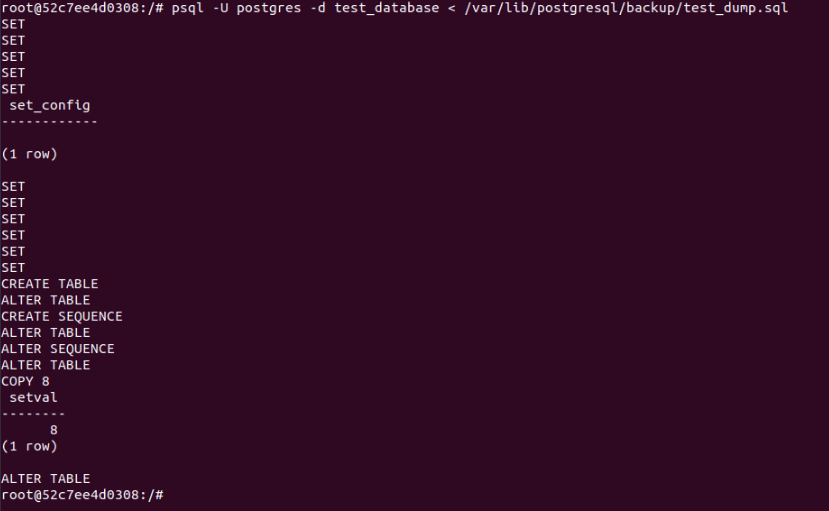 root@52c7ee4d0308:/# psql -U postgres -d test_database < /var/lib/postgresql/backup/test_dump.sql
SET
SET
SET
SET
SET
 set_config
------------

(1 row)

SET
SET
SET
SET
SET
SET
CREATE TABLE
ALTER TABLE
CREATE SEQUENCE
ALTER TABLE
ALTER SEQUENCE
ALTER TABLE
COPY 8
 setval
--------
      8
(1 row)

ALTER TABLE
root@52c7ee4d0308:/#